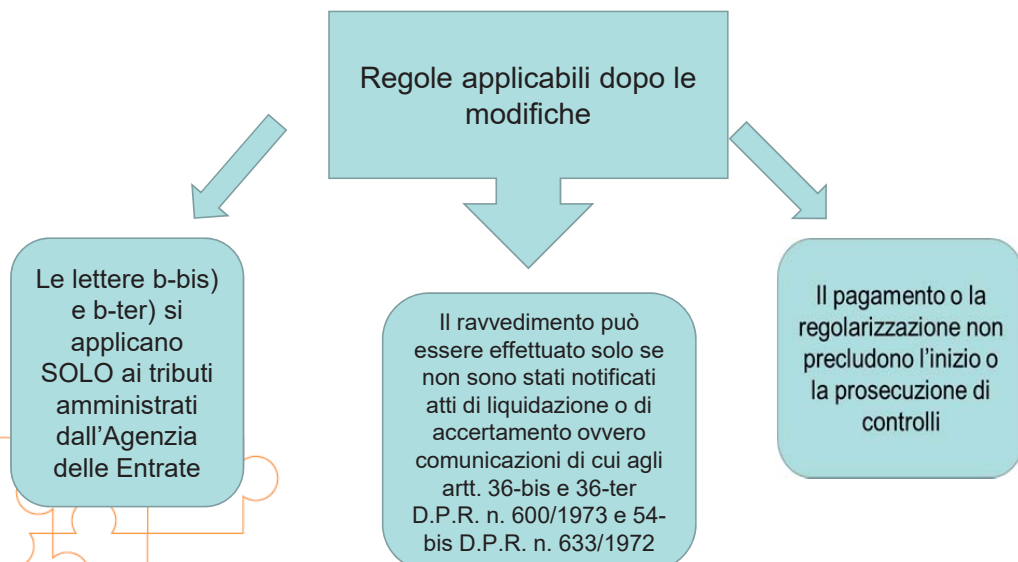 Regole applicabili dopo le
modifiche
Le lettere b-bis)
e b-ter) si
applicano
SOLO ai tributi
amministrati
dall’Agenzia
delle Entrate
Il ravvedimento può
essere effettuato solo se
non sono stati notificati
atti di liquidazione o di
accertamento ovvero
comunicazioni di cui agli
artt. 36-bis e 36-ter
D.P.R. n. 600/1973 e 54-
bis D.P.R. n. 633/1972
Il pagamento o la
regolarizzazione non
precludono l’inizio o
la prosecuzione di
controlli